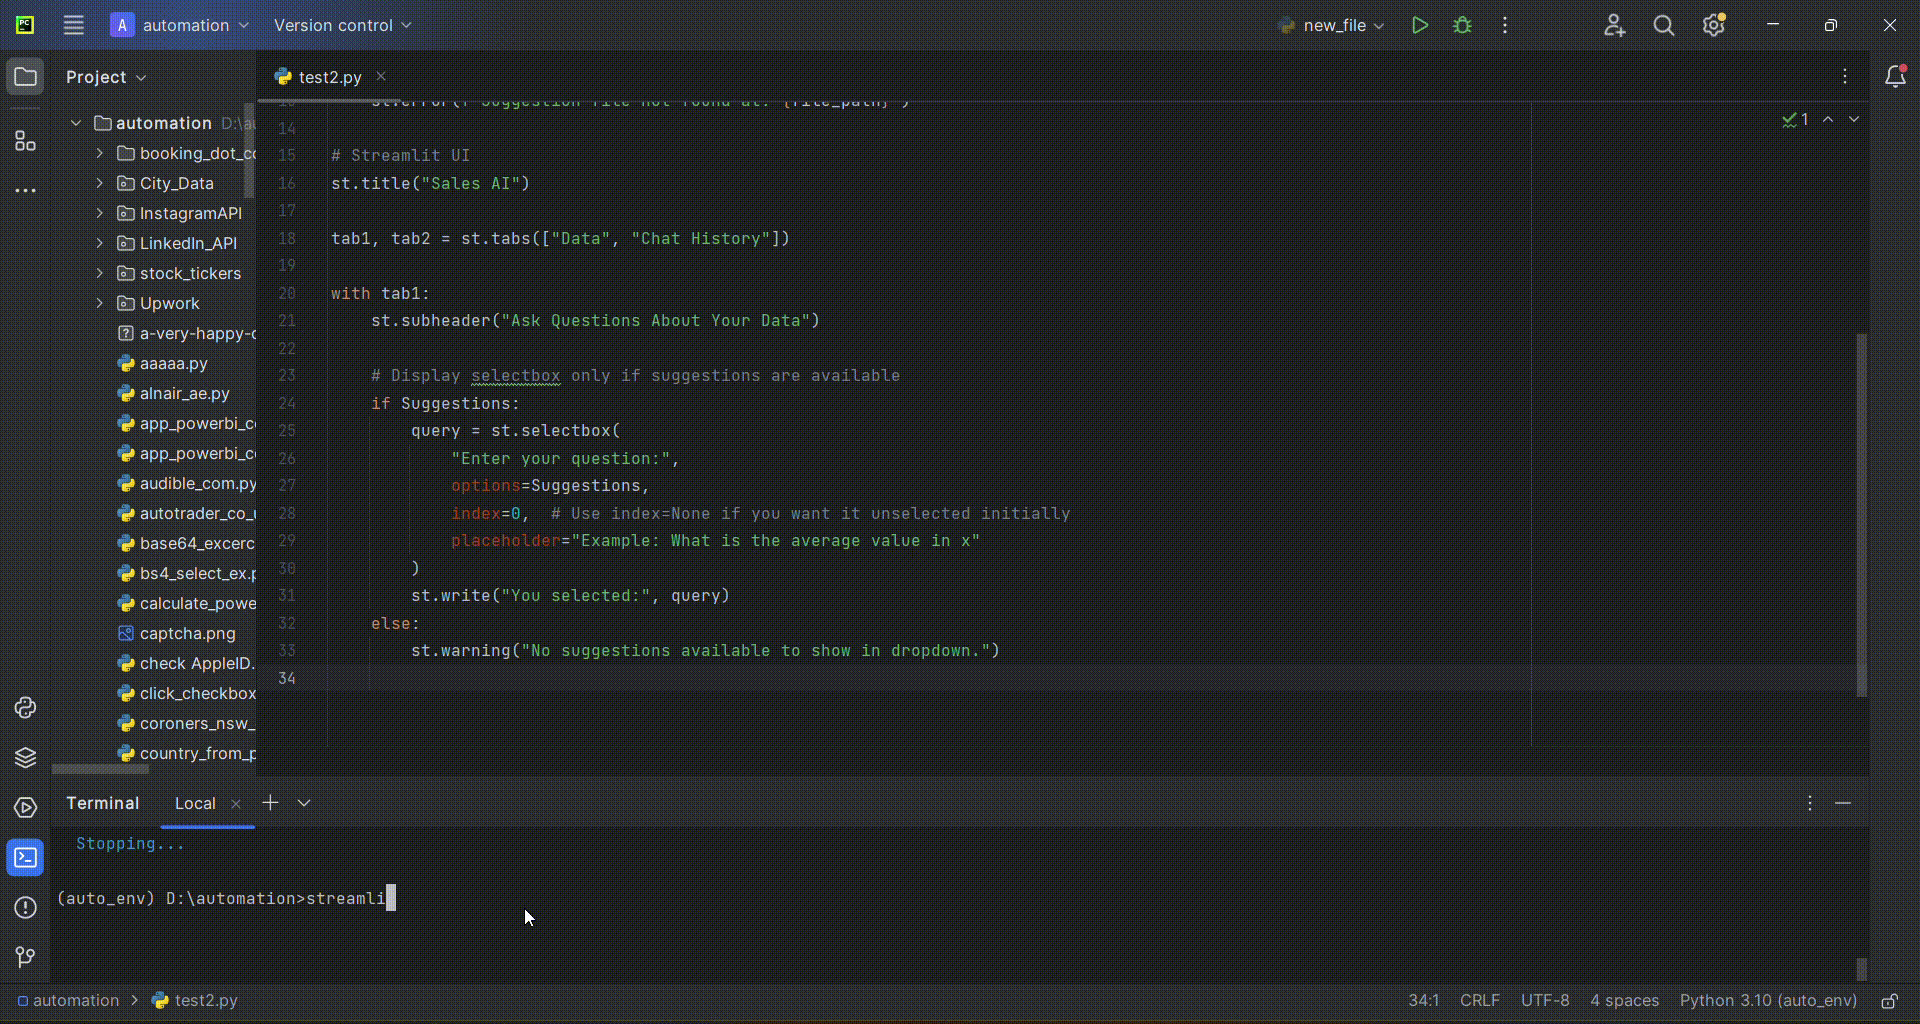 PC
A automation Version control new_file
Project
test2.py
automation D:\au
booking_dot_c
City_Data
InstagramAPI
LinkedIn_API
stock_tickers
Upwork
a-very-happy-
aaaaa.py
alnair_ae.py
app_powerbi_c
app_powerbi_c
audible_com.py
autotrader_co_
base64_excerc
bs4_select_ex.p
calculate_powe
captcha.png
check AppleID.
click_checkbox
coroners_nsw_
country_from_p
14
15 # Streamlit UI
16 st.title("Sales AI")
17
18 tab1, tab2 = st.tabs(["Data", "Chat History"])
19
20 with tab1:
21 st.subheader("Ask Questions About Your Data")
22
23 # Display selectbox only if suggestions are available
24 if Suggestions:
25 query = st.selectbox(
26 "Enter your question:",
27 options=Suggestions,
28 index=0, # Use index=None if you want it unselected initially
29 placeholder="Example: What is the average value in x"
30 )
31 st.write("You selected:", query)
32 else:
33 st.warning("No suggestions available to show in dropdown.")
34
1
Terminal Local
Stopping...
(auto_env) D:\automation>streamli
automation > test2.py 34:1 CRLF UTF-8 4 spaces Python 3.10 (auto_env)